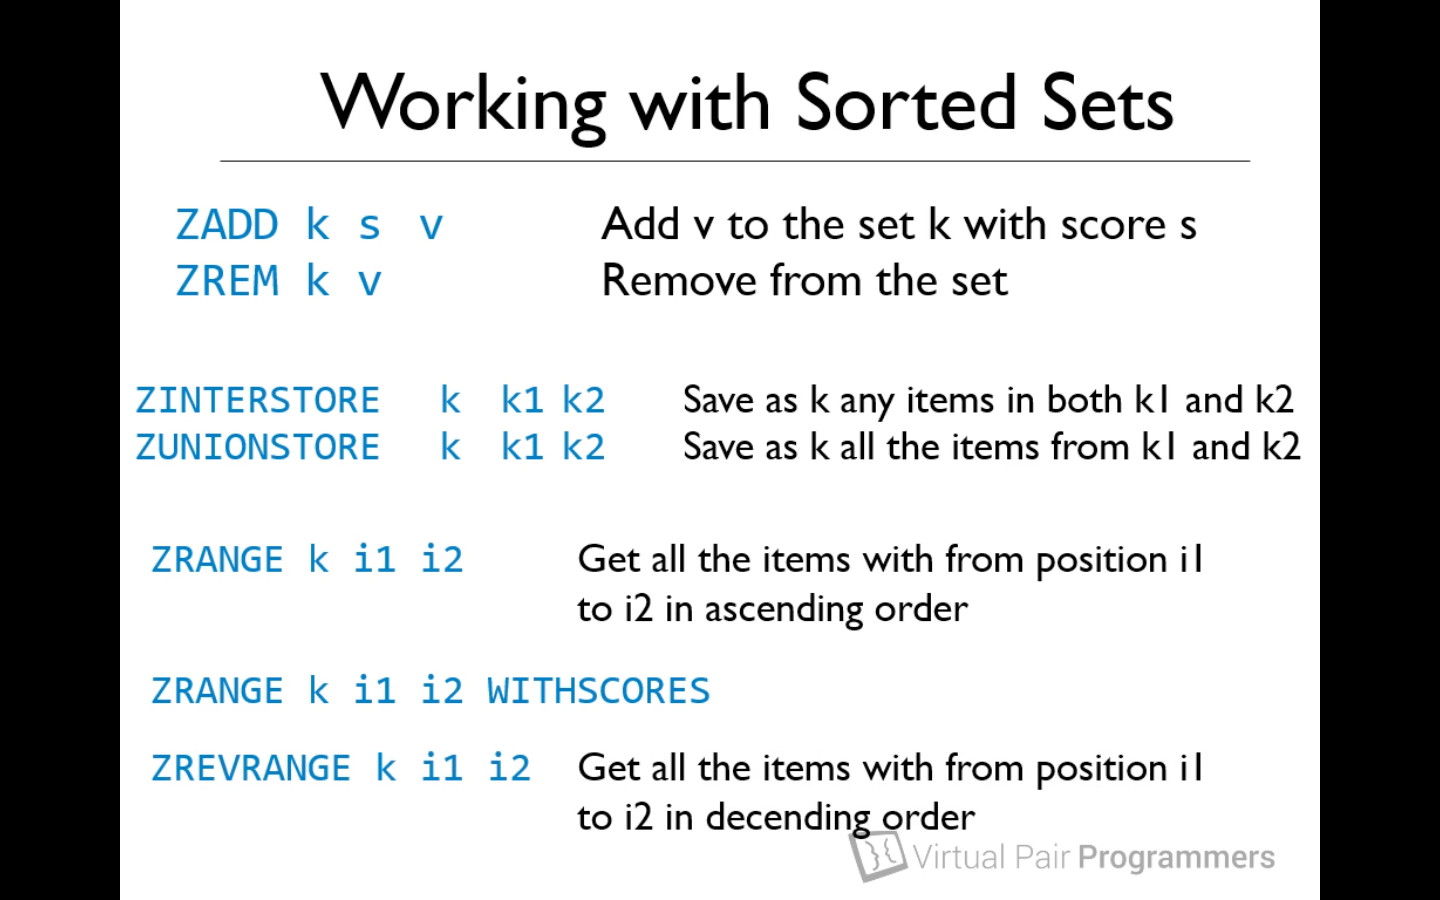 Working with Sorted Sets
ZADD k s v Add v to the set k with score s
ZREM k v Remove from the set
ZINTERSTORE k k1 k2 Save as k any items in both k1 and k2
ZUNIONSTORE k k1 k2 Save as k all the items from k1 and k2
ZRANGE k i1 i2 Get all the items with from position i1
to i2 in ascending order
ZRANGE k i1 i2 WITHSCORES
ZREVRANGE k i1 i2 Get all the items with from position i1
to i2 in decending order
Virtual Pair Programmers